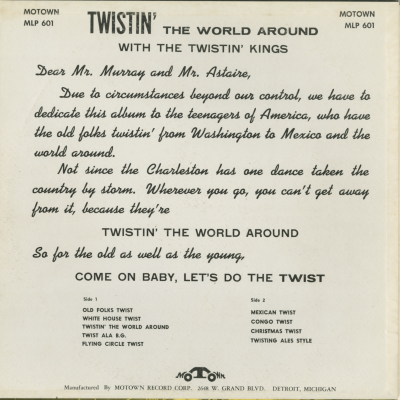 MOTOWN
MLP 601
TWISTIN' THE WORLD AROUND
WITH THE TWISTIN' KINGS
MOTOWN
MLP 601
Dear Mr. Murray and Mr. Astaire,
Due to circumstances beyond our control, we have to
dedicate this album to the teenagers of America, who have
the old folks twistin' from Washington to Mexico and the
world around.
Not since the Charleston has one dance taken the
country by storm. Wherever you go, you can't get away
from it, because they're
TWISTIN' THE WORLD AROUND
So for the old as well as the young,
COME ON BABY, LET'S DO THE TWIST
Side 1
OLD FOLKS TWIST
WHITE HOUSE TWIST
TWISTIN' THE WORLD AROUND
TWIST ALA B.G.
FLYING CIRCLE TWIST
Side 2
MEXICAN TWIST
CONGO TWIST
CHRISTMAS TWIST
TWISTING ALES STYLE
MOTOWN
Manufactured By MOTOWN RECORD CORP. 2648 W. GRAND BLVD. DETROIT, MICHIGAN